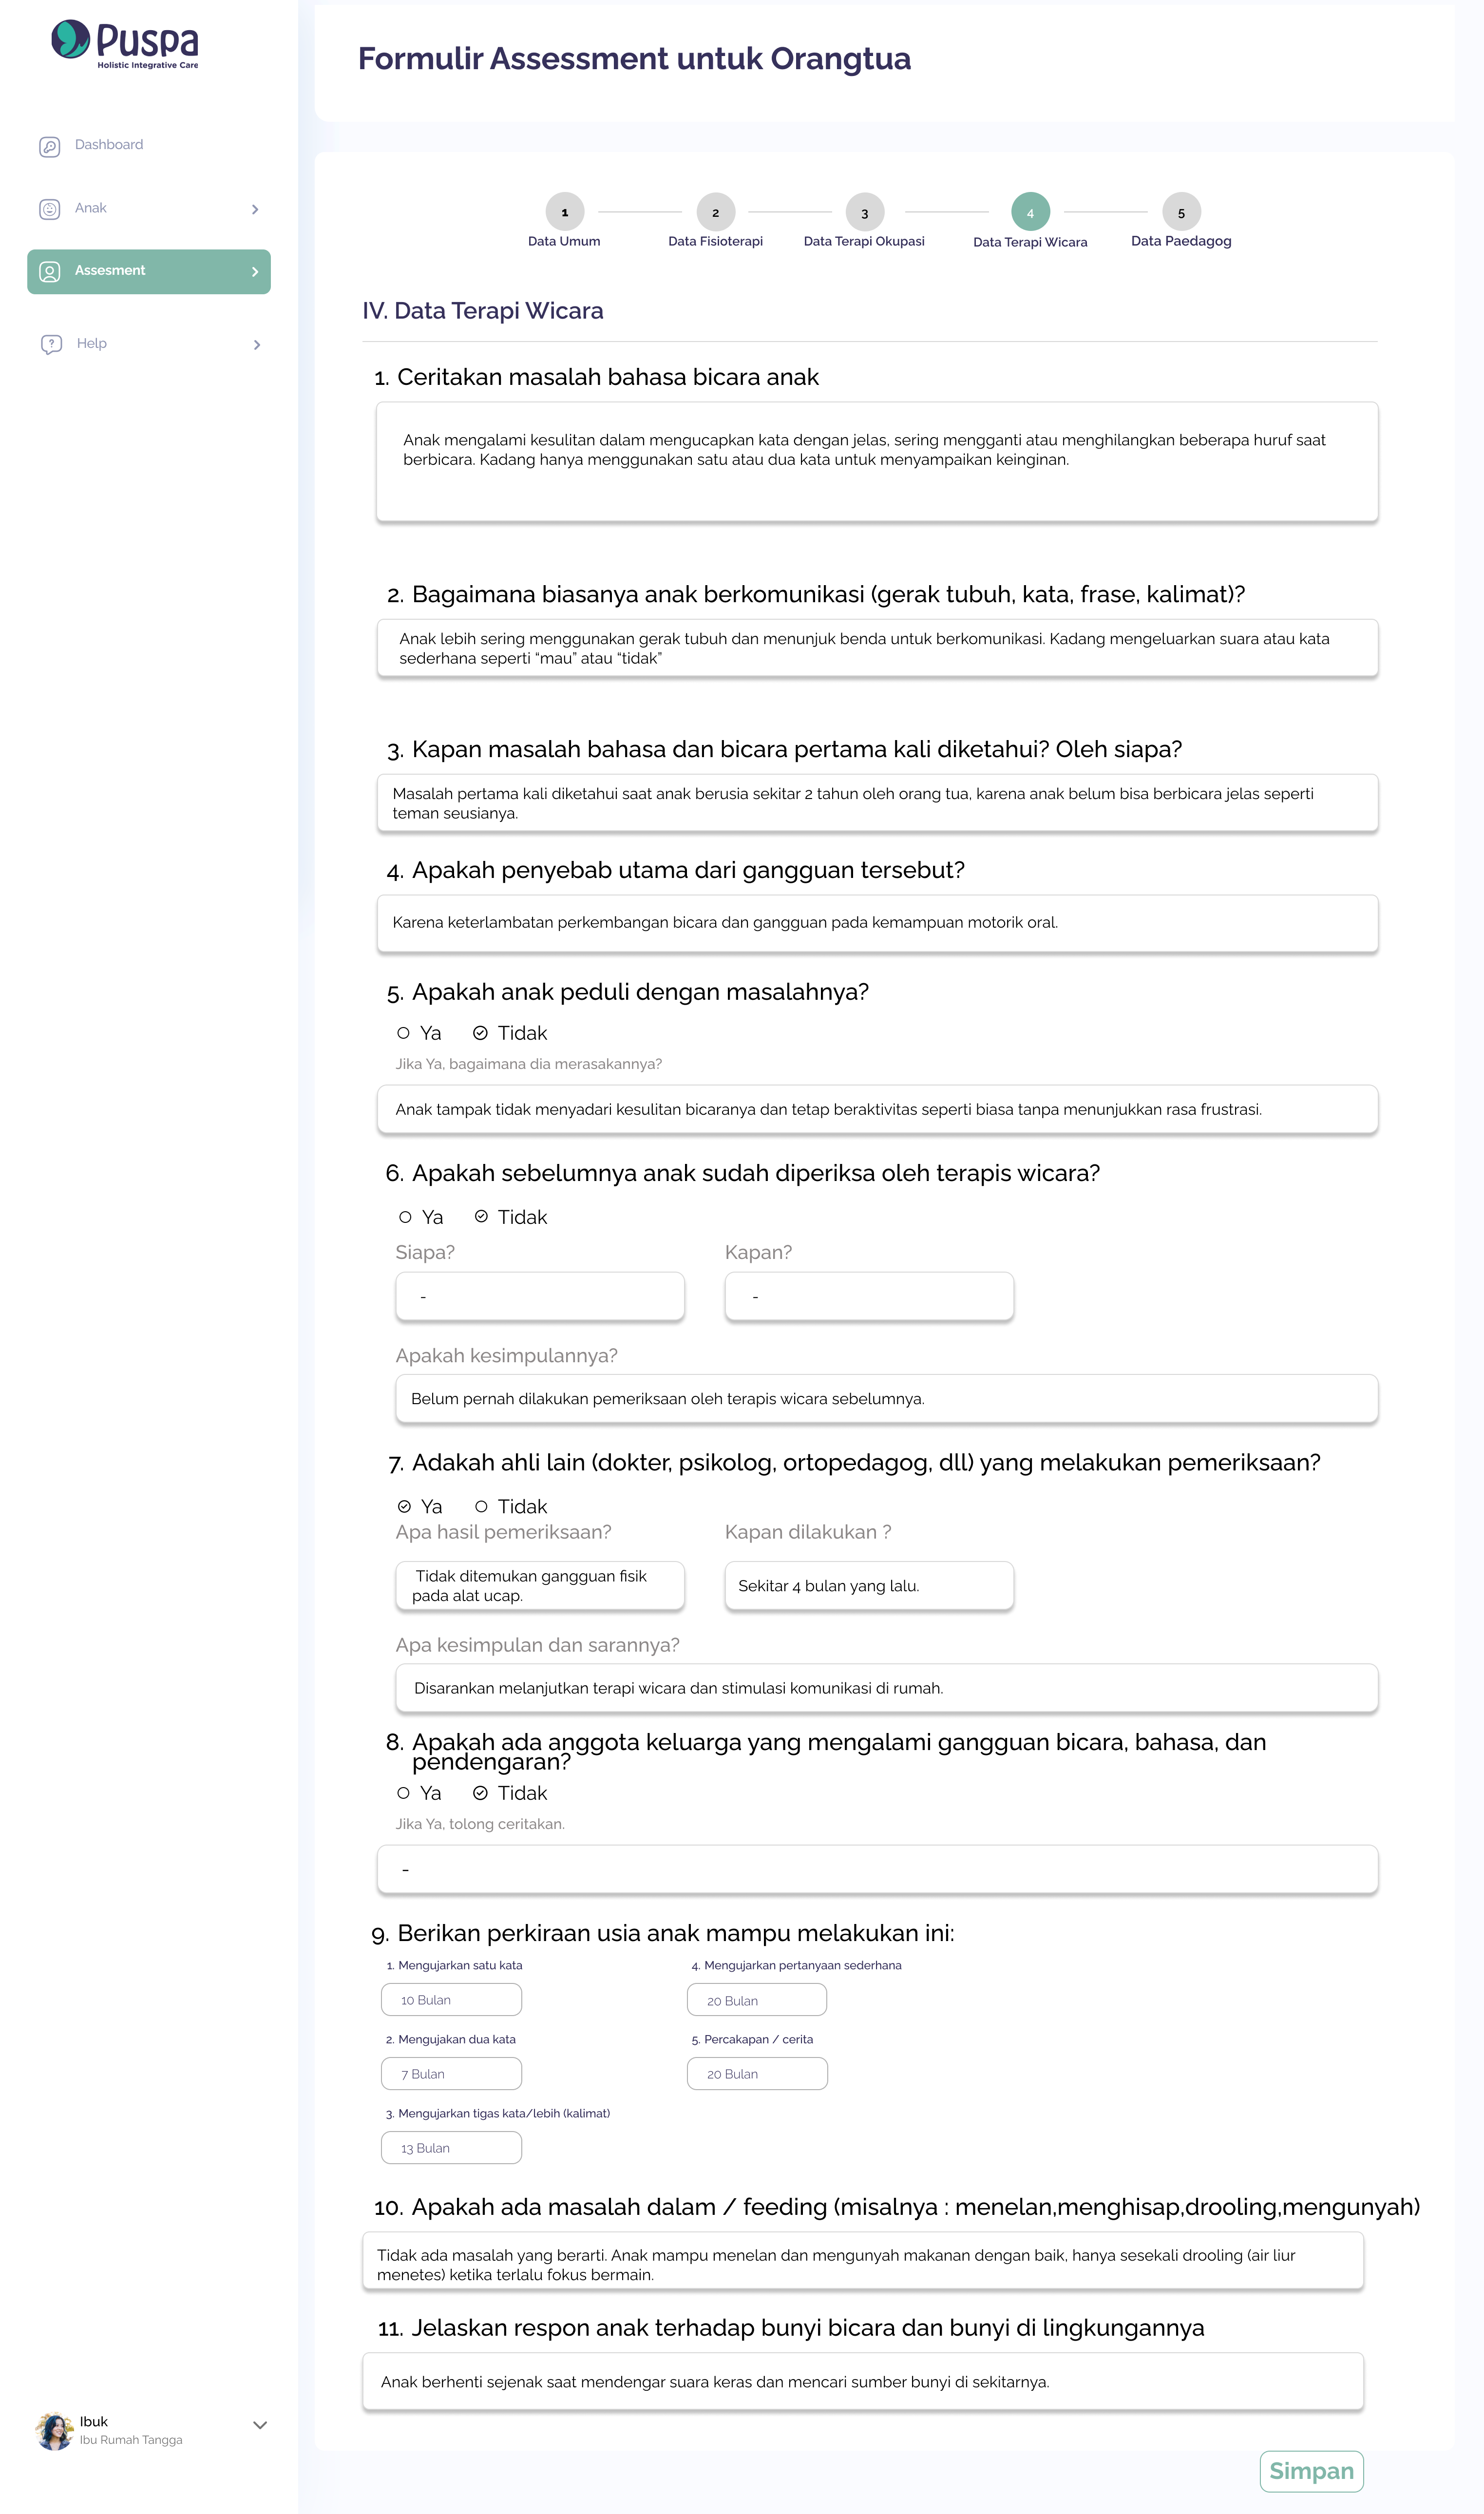 Puspa
Holistic Integrative Care
Dashboard
Anak
Assesment
Help
Ibuk
Ibu Rumah Tangga
Formulir Assessment untuk Orangtua
1
2
3
4
5
Data Umum
Data Fisioterapi
Data Terapi Okupasi
Data Terapi Wicara
Data Paedagog
IV. Data Terapi Wicara
1. Ceritakan masalah bahasa bicara anak
Anak mengalami kesulitan dalam mengucapkan kata dengan jelas, sering mengganti atau menghilangkan beberapa huruf saat
berbicara. Kadang hanya menggunakan satu atau dua kata untuk menyampaikan keinginan.
2. Bagaimana biasanya anak berkomunikasi (gerak tubuh, kata, frase, kalimat)?
Anak lebih sering menggunakan gerak tubuh dan menunjuk benda untuk berkomunikasi. Kadang mengeluarkan suara atau kata
sederhana seperti “mau” atau “tidak”
3. Kapan masalah bahasa dan bicara pertama kali diketahui? Oleh siapa?
Masalah pertama kali diketahui saat anak berusia sekitar 2 tahun oleh orang tua, karena anak belum bisa berbicara jelas seperti
teman seusianya.
4. Apakah penyebab utama dari gangguan tersebut?
Karena keterlambatan perkembangan bicara dan gangguan pada kemampuan motorik oral.
5. Apakah anak peduli dengan masalahnya?
Ya Tidak
Jika Ya, bagaimana dia merasakannya?
Anak tampak tidak menyadari kesulitan bicaranya dan tetap beraktivitas seperti biasa tanpa menunjukkan rasa frustrasi.
6. Apakah sebelumnya anak sudah diperiksa oleh terapis wicara?
Ya Tidak
Siapa? Kapan?
- -
Apakah kesimpulannya?
Belum pernah dilakukan pemeriksaan oleh terapis wicara sebelumnya.
7. Adakah ahli lain (dokter, psikolog, ortopedagog, dll) yang melakukan pemeriksaan?
Ya Tidak
Apa hasil pemeriksaan? Kapan dilakukan ?
Tidak ditemukan gangguan fisik
pada alat ucap.
Sekitar 4 bulan yang lalu.
Apa kesimpulan dan sarannya?
Disarankan melanjutkan terapi wicara dan stimulasi komunikasi di rumah.
8. Apakah ada anggota keluarga yang mengalami gangguan bicara, bahasa, dan
pendengaran?
Ya Tidak
Jika Ya, tolong ceritakan.
-
9. Berikan perkiraan usia anak mampu melakukan ini:
1. Mengujarkan satu kata
10 Bulan
2. Mengujakan dua kata
7 Bulan
3. Mengujarkan tigas kata/lebih (kalimat)
13 Bulan
4. Mengujarkan pertanyaan sederhana
20 Bulan
5. Percakapan / cerita
20 Bulan
10. Apakah ada masalah dalam / feeding (misalnya : menelan,menghisap,drooling,mengunyah)
Tidak ada masalah yang berarti. Anak mampu menelan dan mengunyah makanan dengan baik, hanya sesekali drooling (air liur
menetes) ketika terlalu fokus bermain.
11. Jelaskan respon anak terhadap bunyi bicara dan bunyi di lingkungannya
Anak berhenti sejenak saat mendengar suara keras dan mencari sumber bunyi di sekitarnya.
Simpan